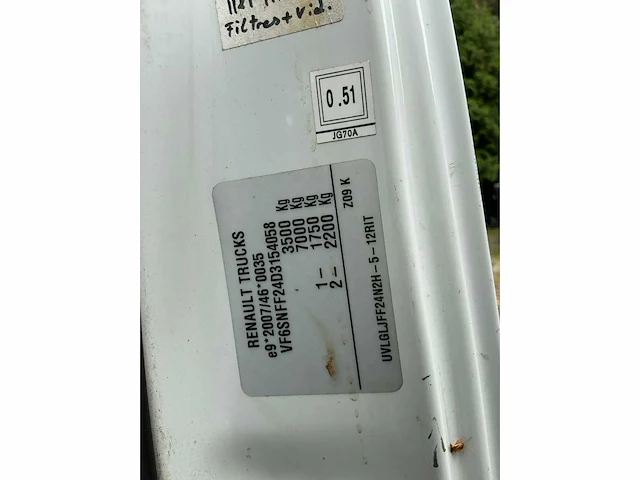 Filtres + Vid.
0.51
JG70A
RENAULT TRUCKS
e9*2007/46*0035
VF6SNFF24D3154058
3500 Kg
7000 Kg
1- 1750 Kg
2- 2200 Kg
Z09 K
UVLGLJFF24N2H-5-12RIT